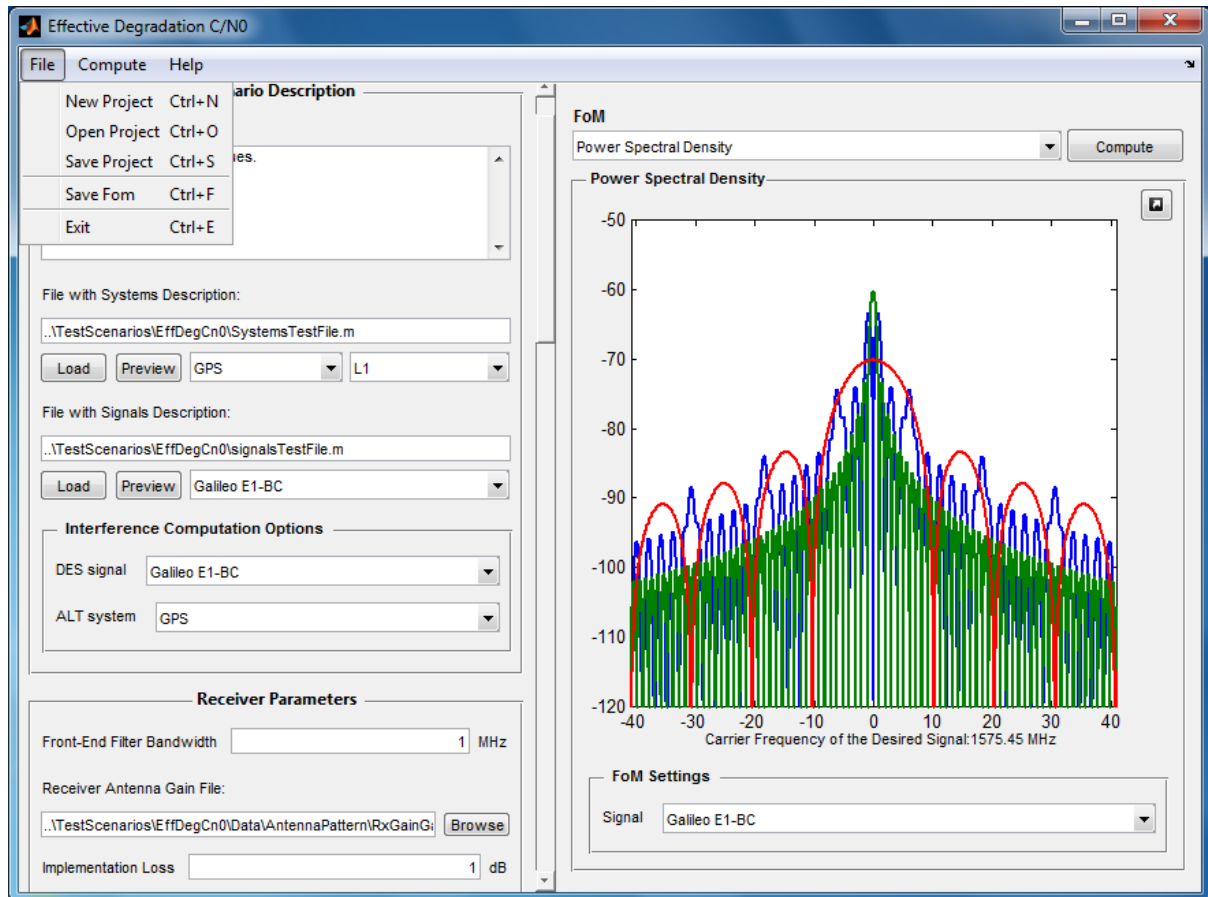 Effective Degradation C/N0
File Compute Help
New Project Ctrl+N
Open Project Ctrl+O
Save Project Ctrl+S
Save Fom Ctrl+F
Exit Ctrl+E
ario Description
ues.
File with Systems Description:
..\TestScenarios\EffDegCn0\SystemsTestFile.m
Load Preview GPS L1
File with Signals Description:
..\TestScenarios\EffDegCn0\signalsTestFile.m
Load Preview Galileo E1-BC
Interference Computation Options
DES signal Galileo E1-BC
ALT system GPS
Receiver Parameters
Front-End Filter Bandwidth 1 MHz
Receiver Antenna Gain File:
..\TestScenarios\EffDegCn0\Data\AntennaPattern\RxGainGa Browse
Implementation Loss 1 dB
FoM
Power Spectral Density Compute
Power Spectral Density
-50
-60
-70
-80
-90
-100
-110
-120
-40 -30 -20 -10 0 10 20 30 40
Carrier Frequency of the Desired Signal:1575.45 MHz
FoM Settings
Signal Galileo E1-BC